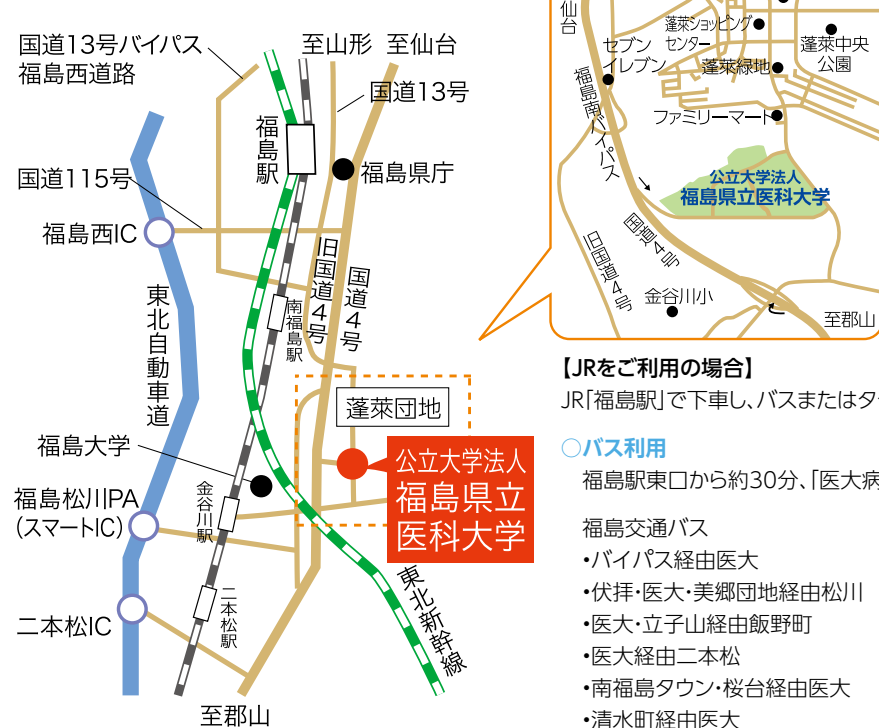 国道13号バイパス
福島西道路
至山形
至仙台
国道13号
福島駅
福島県庁
国道115号
福島西IC
旧国道4号
国道4号
南福島駅
東北自動車道
蓬萊団地
福島大学
公立大学法人
福島県立
医科大学
福島松川PA
（スマートIC）
金谷川駅
二本松駅
二本松IC
東北新幹線
至郡山
仙台
蓬萊ショッピング
センター
セブン
イレブン
蓬萊中央
公園
蓬萊緑地
福島南バイパス
ファミリーマート
公立大学法人
福島県立医科大学
旧国道4号
国道4号
金谷川小
至郡山
【JRをご利用の場合】
JR「福島駅」で下車し、バスまたはタ
○バス利用
福島駅東口から約30分、「医大病
福島交通バス
•バイパス経由医大
•伏拝・医大・美郷団地経由松川
•医大・立子山経由飯野町
•医大経由二本松
•南福島タウン・桜台経由医大
•清水町経由医大